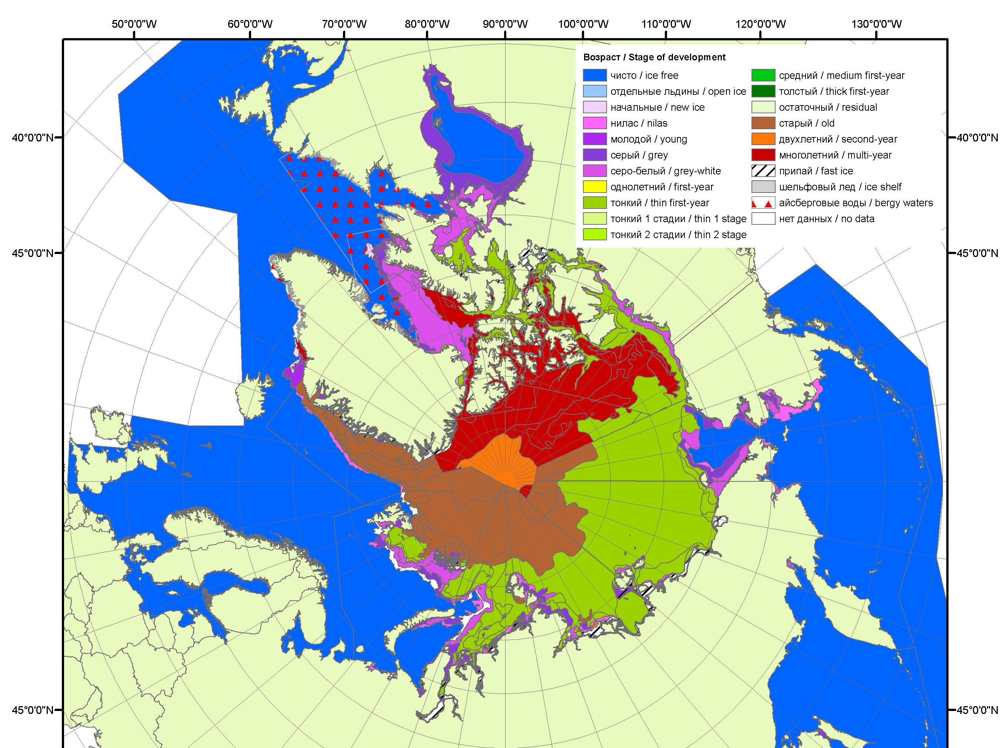 50°0'0"W 60°0'0"W 70°0'0"W 80°0'0"W 90°0'0"W 100°0'0"W 110°0'0"W 120°0'0"W 130°0'0"W
Возраст / Stage of development
чисто / ice free
отдельные льдины / open ice
начальные / new ice
нилас / nilas
молодой / young
серый / grey
серо-белый / grey-white
однолетний / first-year
тонкий / thin first-year
тонкий 1 стадии / thin 1 stage
тонкий 2 стадии / thin 2 stage
средний / medium first-year
толстый / thick first-year
остаточный / residual
старый / old
двухлетний / second-year
многолетний / multi-year
припай / fast ice
шельфовый лед / ice shelf
айсберговые воды / bergy waters
нет данных / no data
40°0'0"N 40°0'0"N
45°0'0"N 45°0'0"N
45°0'0"N 45°0'0"N